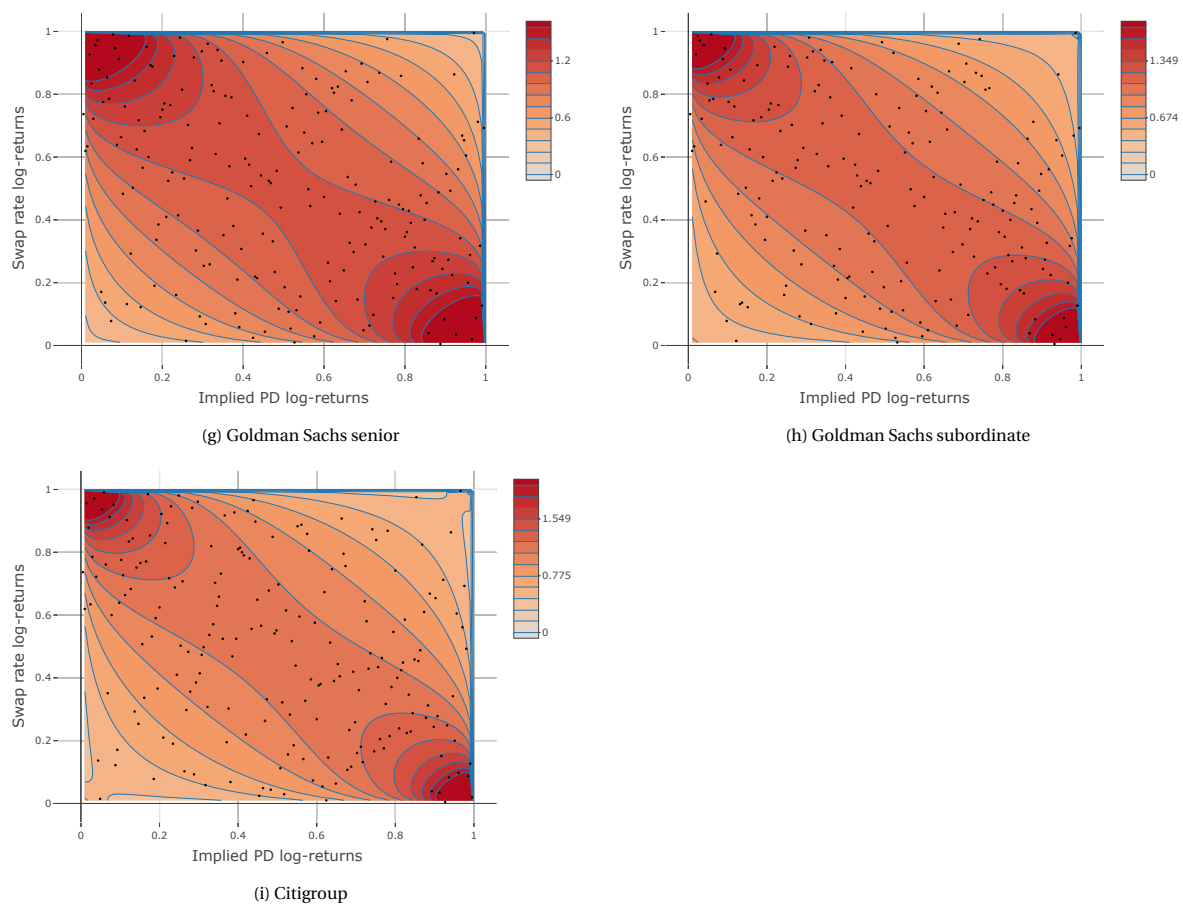 1
0.8
0.6
0.4
0.2
0
Swap rate log-returns
0 0.2 0.4 0.6 0.8 1
Implied PD log-returns
1.2
0.6
0
(g) Goldman Sachs senior
1
0.8
0.6
0.4
0.2
0
Swap rate log-returns
0 0.2 0.4 0.6 0.8 1
Implied PD log-returns
1.349
0.674
0
(h) Goldman Sachs subordinate
1
0.8
0.6
0.4
0.2
0
Swap rate log-returns
0 0.2 0.4 0.6 0.8 1
Implied PD log-returns
1.549
0.775
0
(i) Citigroup